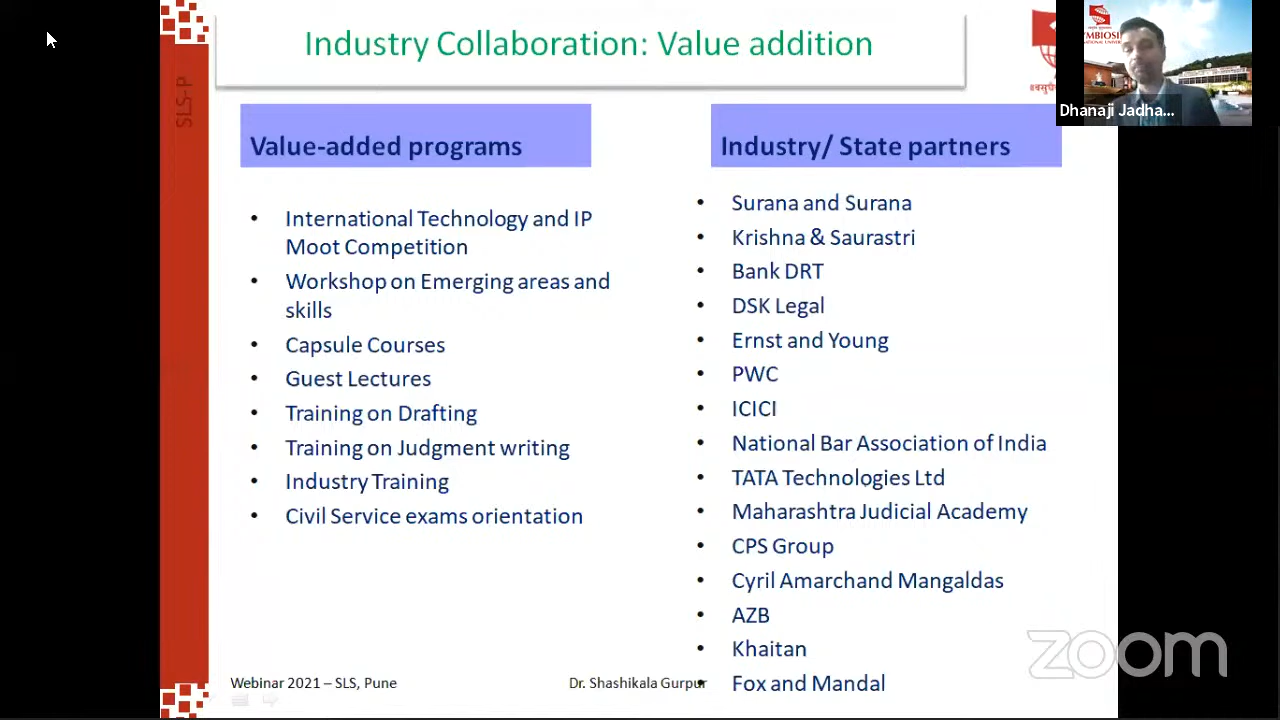 Industry Collaboration: Value addition
SLS-P
Dhanaji Jadha...
Value-added programs
International Technology and IP
Moot Competition
Workshop on Emerging areas and
skills
Capsule Courses
Guest Lectures
Training on Drafting
Training on Judgment writing
Industry Training
Civil Service exams orientation
Industry/ State partners
Surana and Surana
Krishna & Saurastri
Bank DRT
DSK Legal
Ernst and Young
PWC
ICICI
National Bar Association of India
TATA Technologies Ltd
Maharashtra Judicial Academy
CPS Group
Cyril Amarchand Mangaldas
AZB
Khaitan
Fox and Mandal
Webinar 2021 – SLS, Pune
Dr. Shashikala Gurpur
zoom